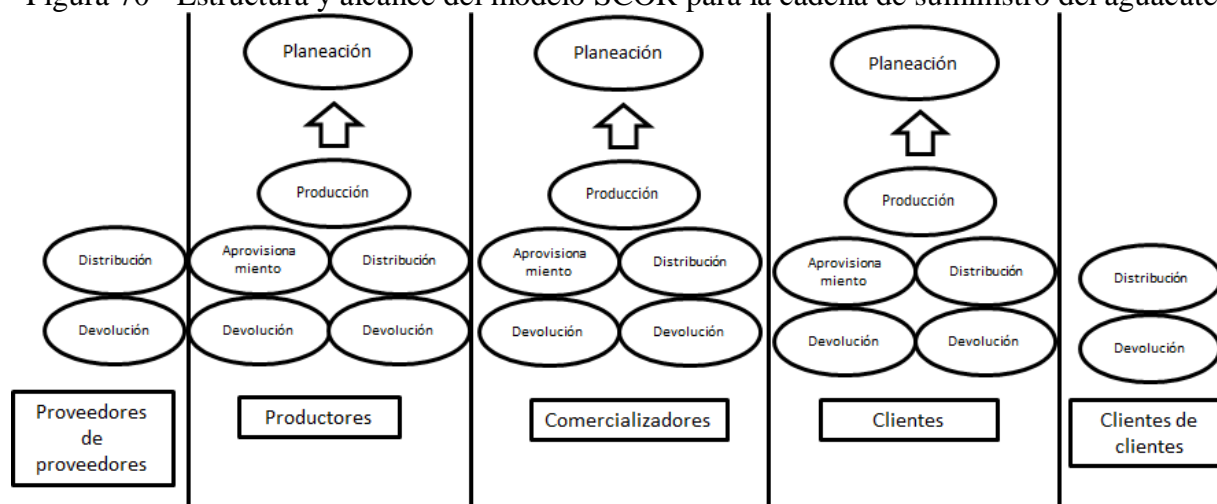 Figura 70 - Estructura y alcance del modelo SCOR para la cadena de suministro del aguacate
Planeación
Planeación
Planeación
Producción
Producción
Producción
Distribución
Aprovisiona
miento
Distribución
Aprovisiona
miento
Distribución
Aprovisiona
miento
Distribución
Distribución
Devolución
Devolución
Devolución
Devolución
Devolución
Devolución
Devolución
Devolución
Proveedores
de
proveedores
Productores
Comercializadores
Clientes
Clientes de
clientes